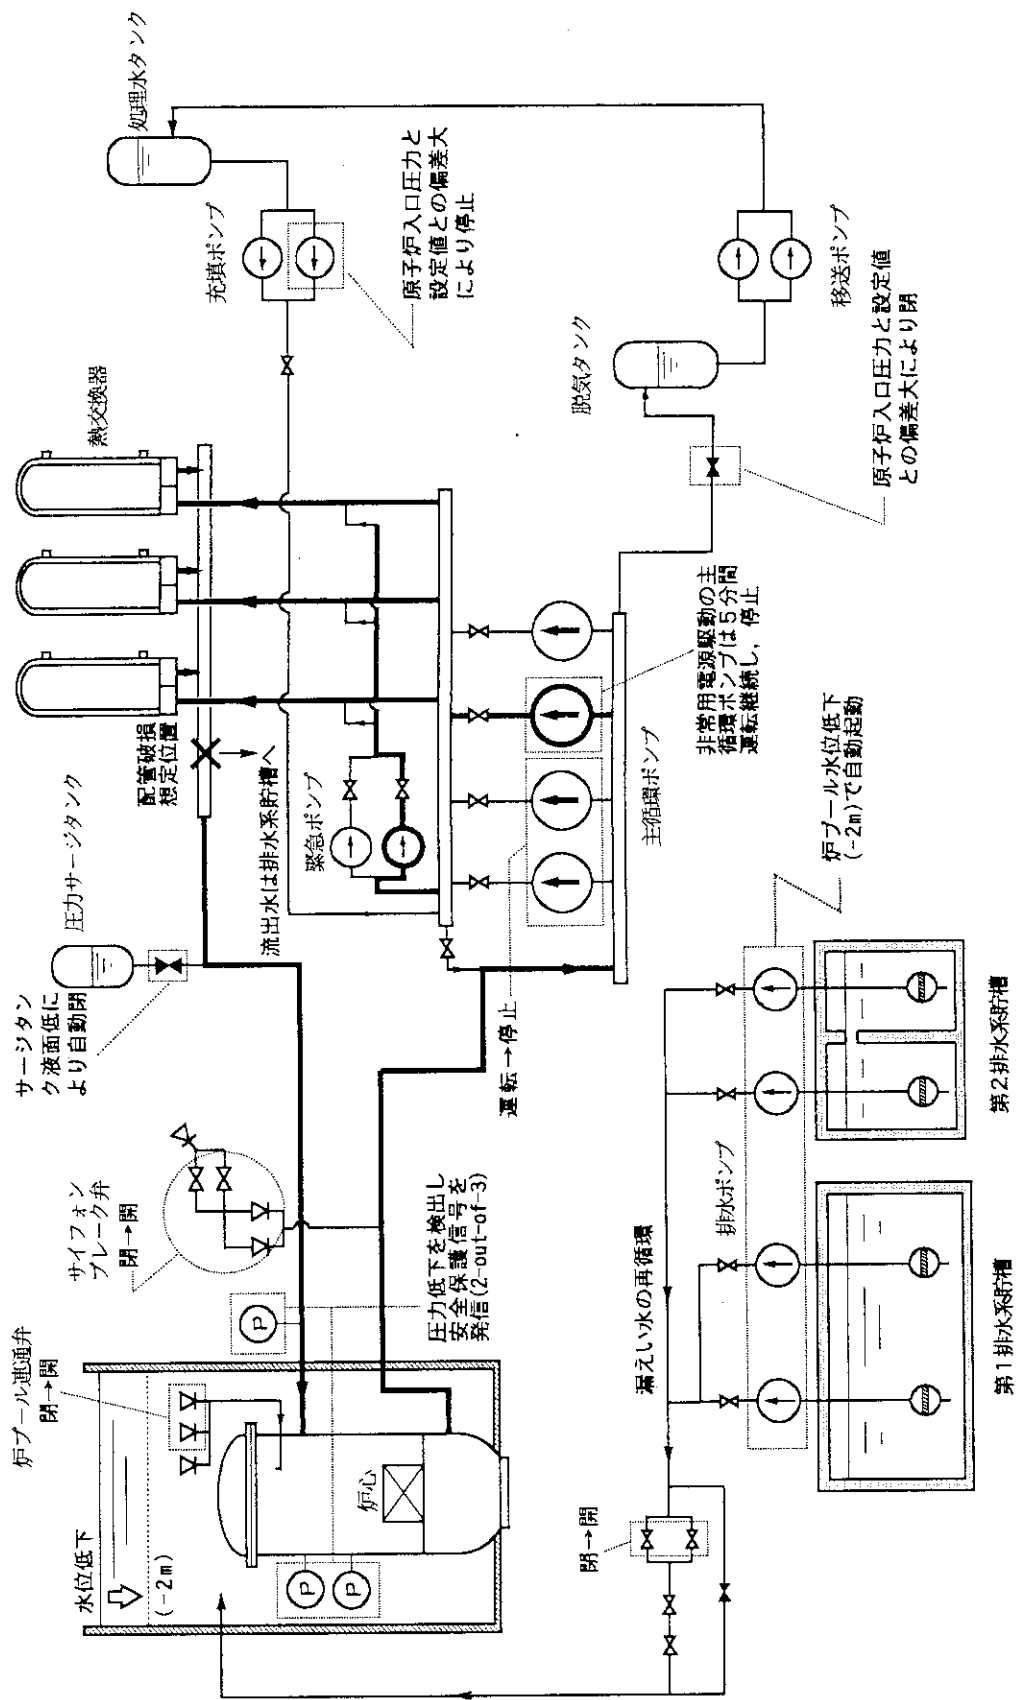 炉プール連通弁
閉→開
水位低下
(-2m)
炉心
P
P
P
サイフォン
ブレーク弁
閉→開
圧力低下を検出し
安全保護信号を
発信(2-out-of-3)
サージタン
ク液面低に
より自動閉
圧力サージタンク
配管破損
想定位置
流出水は排水系貯槽へ
熱交換器
緊急ポンプ
運転→停止
主循環ポンプ
非常用電源駆動の主
循環ポンプは5分間
運転継続し,停止
処理水タンク
充填ポンプ
原子炉入口圧力と
設定値との偏差大
により停止
脱気タンク
移送ポンプ
原子炉入口圧力と設定値
との偏差大により閉
閉→開
漏えい水の再循環
排水ポンプ
炉プール水位低下
(-2m)で自動起動
第1排水系貯槽
第2排水系貯槽